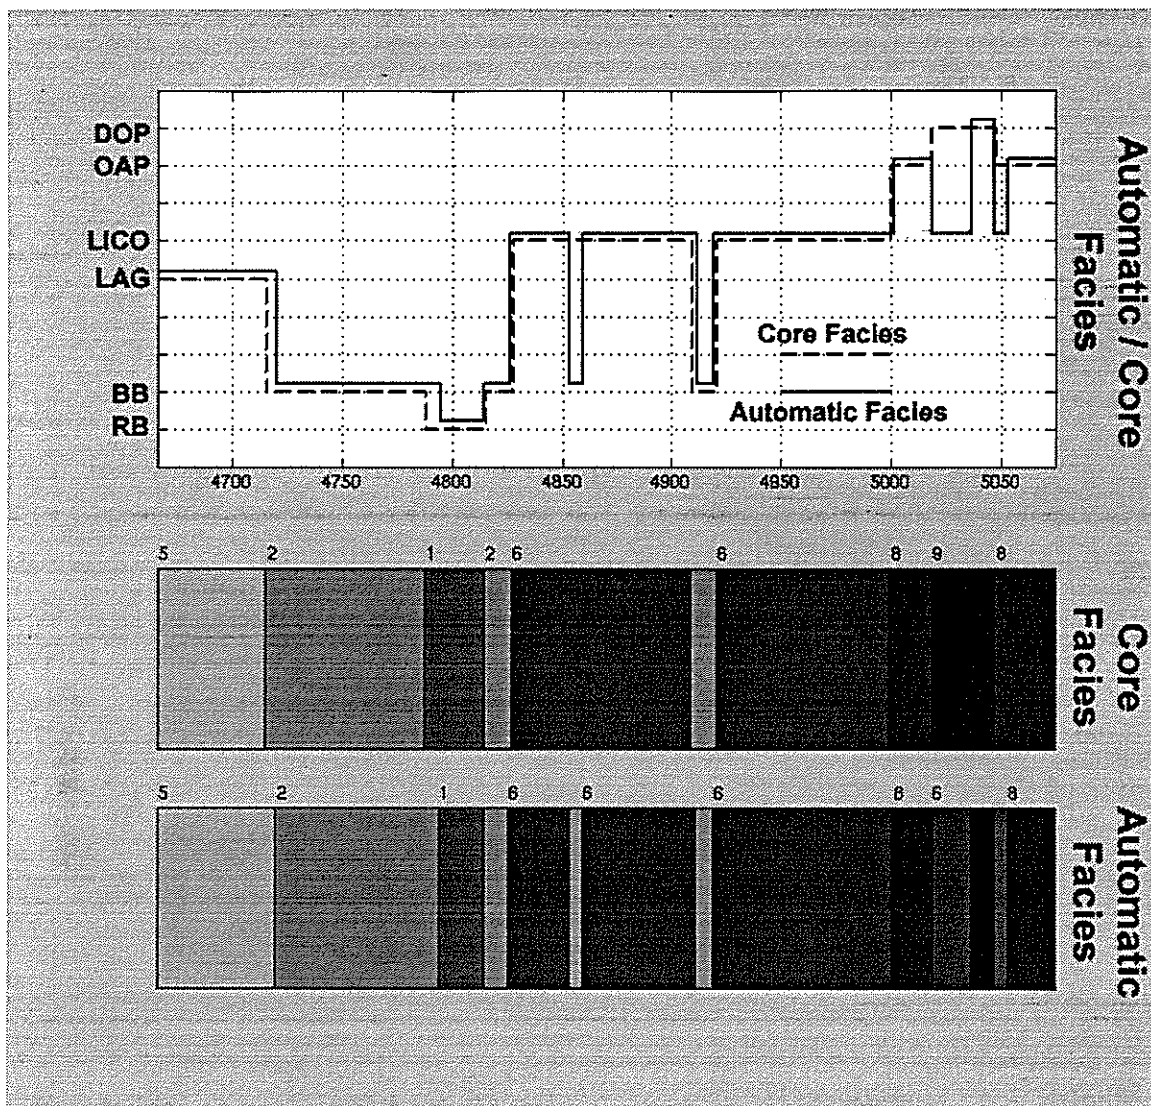 DOP
OAP
LICO
LAG
BB
RB
Core Facies
Automatic Facies
4700 4750 4800 4850 4900 4950 5000 5050
Automatic / Core
Facies
5 2 1 2 6 6 8 9 8
Core
Facies
5 2 1 6 6 6 8 6 8
Automatic
Facies